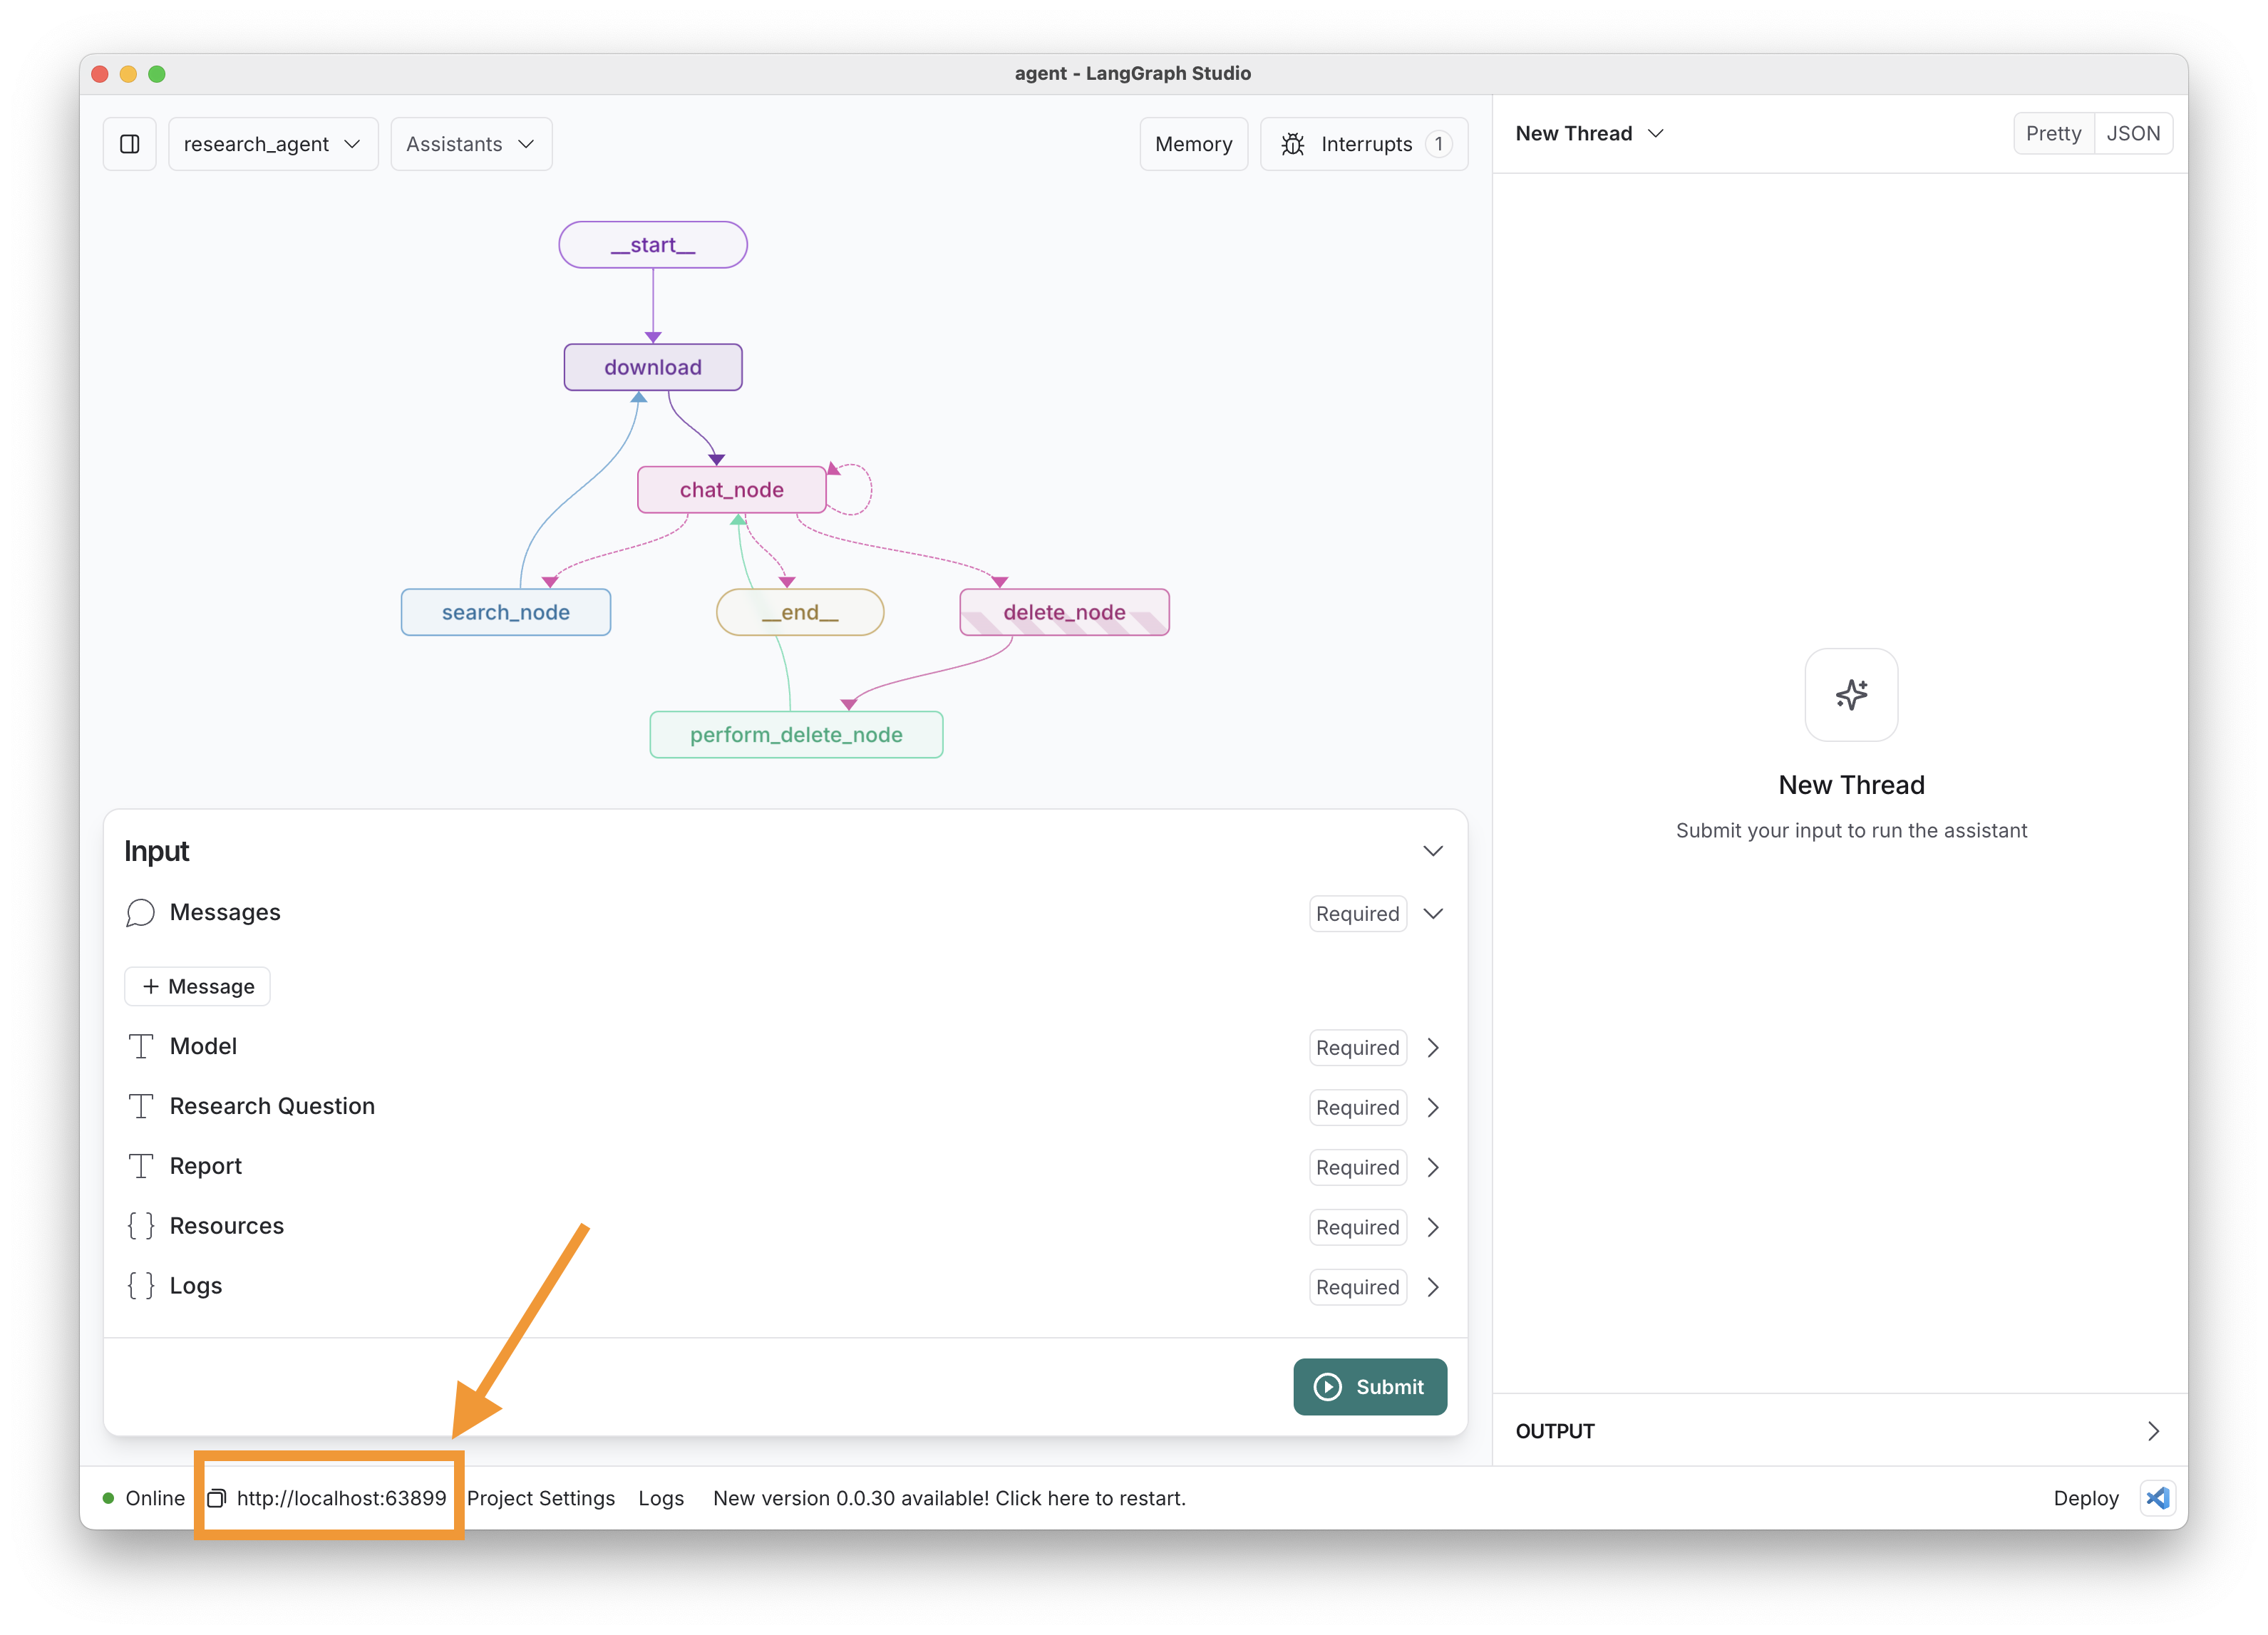 agent - LangGraph Studio
research_agent
Assistants
Memory
Interrupts 1
New Thread
Pretty
JSON
__start__
download
chat_node
search_node
__end__
delete_node
perform_delete_node
New Thread
Submit your input to run the assistant
Input
Messages
Required
+ Message
Model
Required
Research Question
Required
Report
Required
{ } Resources
Required
{ } Logs
Required
Submit
OUTPUT
Online
http://localhost:63899
Project Settings
Logs
New version 0.0.30 available! Click here to restart.
Deploy